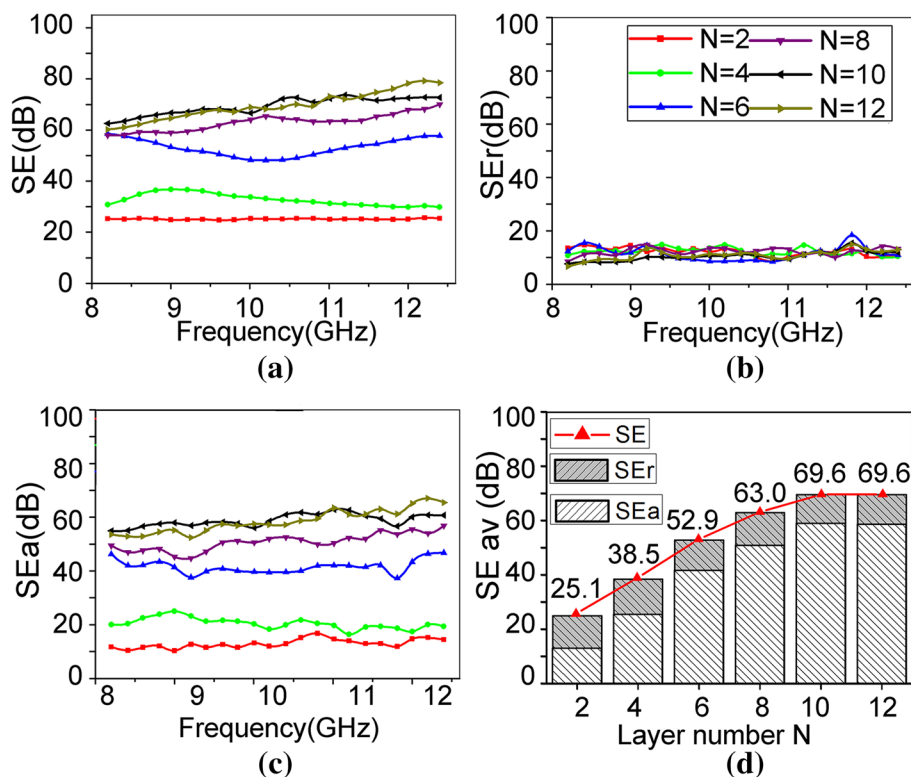 100
80
60
40
20
0
SE(dB)
8 9 10 11 12
Frequency(GHz)
(a)
100
80
60
40
20
0
SEr(dB)
N=2 N=8
N=4 N=10
N=6 N=12
8 9 10 11 12
Frequency(GHz)
(b)
100
80
60
40
20
0
SEa(dB)
8 9 10 11 12
Frequency(GHz)
(c)
100
80
60
40
20
0
SE av (dB)
SE
SEr
SEa
25.1
38.5
52.9
63.0
69.6
69.6
2 4 6 8 10 12
Layer number N
(d)